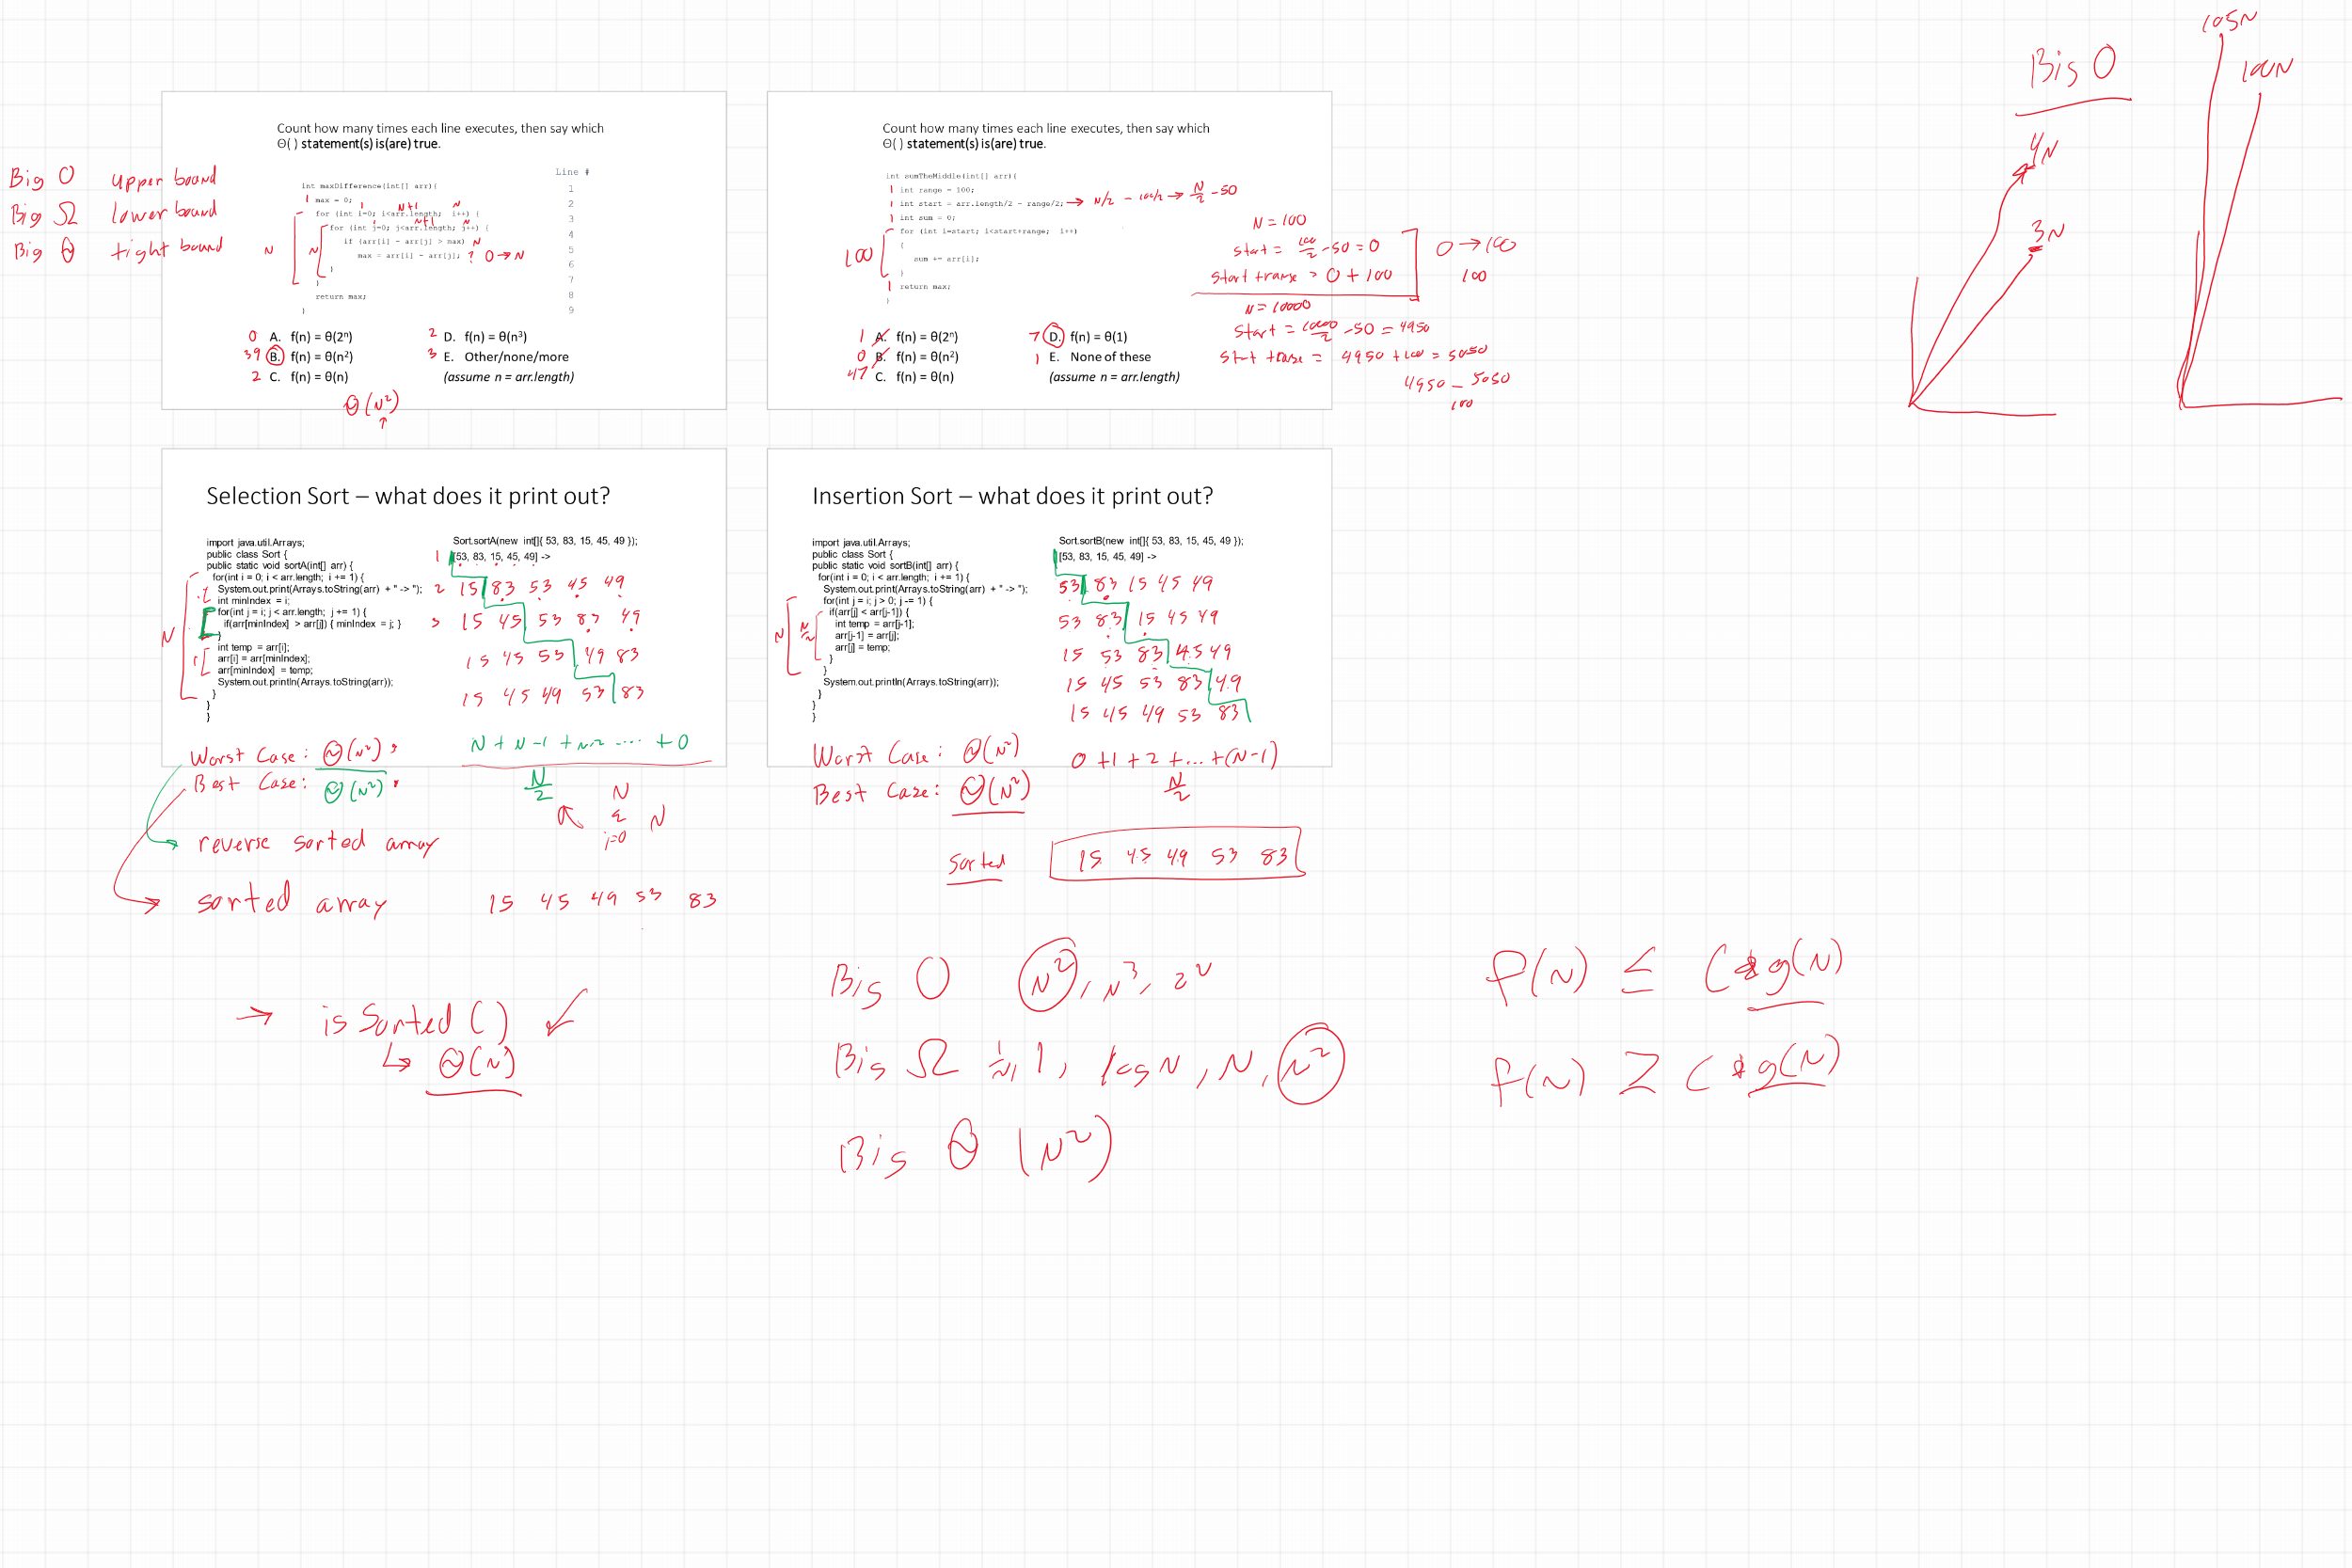 Big O upper bound
Big Ω lower bound
Big θ tight bound
Count how many times each line executes, then say which
Θ( ) statement(s) is(are) true.
Line #
int maxDifference(int[] arr){
1
1 max = 0;
2
1 N+1 N
for (int i=0; i<arr.length; i++) {
3
1 N+1 N
for (int j=0; j<arr.length; j++) {
4
N N if (arr[i] - arr[j] > max) N
5
max = arr[i] - arr[j]; ? 0 → N
6
}
7
}
return max;
8
}
9
0 A. f(n) = θ(2ⁿ)
39 B. f(n) = θ(n²)
2 C. f(n) = θ(n)
2 D. f(n) = θ(n³)
3 E. Other/none/more
(assume n = arr.length)
θ(N²)
↑
Count how many times each line executes, then say which
Θ( ) statement(s) is(are) true.
int sumTheMiddle(int[] arr){
1 int range = 100;
1 int start = arr.length/2 - range/2; → N/2 - 100/2 → N/2 - 50
1 int sum = 0;
for (int i=start; i<start+range; i++)
{
100
sum += arr[i];
}
1 return max;
}
1 A. f(n) = θ(2ⁿ)
0 B. f(n) = θ(n²)
47 C. f(n) = θ(n)
7 D. f(n) = θ(1)
1 E. None of these
(assume n = arr.length)
N = 100
start = 100/2 - 50 = 0
start + range = 0 + 100
0 → 100
100
N = 10000
start = 10000/2 - 50 = 4950
start + range = 4950 + 100 = 5050
4950 - 5050
100
Big O
4N
3N
105N
100N
Selection Sort – what does it print out?
import java.util.Arrays;
public class Sort {
public static void sortA(int[] arr) {
for(int i = 0; i < arr.length; i += 1) {
System.out.print(Arrays.toString(arr) + " -> ");
int minIndex = i;
for(int j = i; j < arr.length; j += 1) {
if(arr[minIndex] > arr[j]) { minIndex = j; }
}
int temp = arr[i];
arr[i] = arr[minIndex];
arr[minIndex] = temp;
System.out.println(Arrays.toString(arr));
}
}
}
N
Sort.sortA(new int[]{ 53, 83, 15, 45, 49 });
1 [53, 83, 15, 45, 49] ->
2 15 83 53 45 49
3 15 45 53 83 49
15 45 53 49 83
15 45 49 53 83
N + N-1 + N-2 .... + 0
N/2
N
Σ N
i=0
Worst Case: Θ(N²)
Best Case: Θ(N²)
reverse sorted array
sorted array 15 45 49 53 83
→ isSorted() ✓
↳ Θ(N)
Insertion Sort – what does it print out?
import java.util.Arrays;
public class Sort {
public static void sortB(int[] arr) {
for(int i = 0; i < arr.length; i += 1) {
System.out.print(Arrays.toString(arr) + " -> ");
for(int j = i; j > 0; j -= 1) {
if(arr[j] < arr[j-1]) {
int temp = arr[j-1];
arr[j-1] = arr[j];
arr[j] = temp;
}
}
System.out.println(Arrays.toString(arr));
}
}
}
N N/2
Sort.sortB(new int[]{ 53, 83, 15, 45, 49 });
[53, 83, 15, 45, 49] ->
53 83 15 45 49
53 83 15 45 49
15 53 83 45 49
15 45 53 83 49
15 45 49 53 83
Worst Case: Θ(N²)
0 + 1 + 2 + ... + (N-1)
N/2
Best Case: Θ(N²)
sorted 15 45 49 53 83
Big O N², N³, 2ᴺ
Big Ω 1/N, 1, log N, N, N²
Big θ (N²)
f(N) ≤ C*g(N)
f(N) ≥ C*g(N)